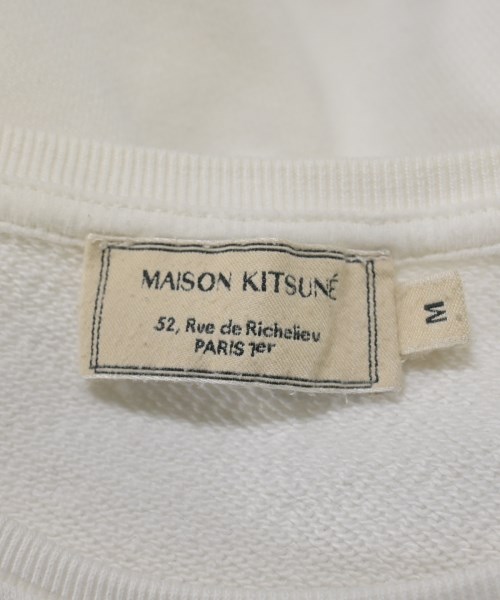 MAISON KITSUNÉ
52, Rue de Richelieu
PARIS 1er
M